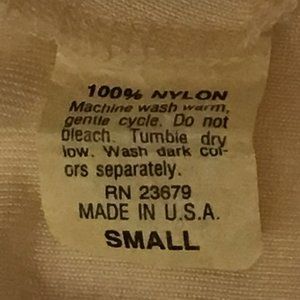 100% NYLON
Machine wash warm,
gentle cycle. Do not
bleach. Tumble dry
low. Wash dark col-
ors separately.
RN 23679
MADE IN U.S.A.
SMALL